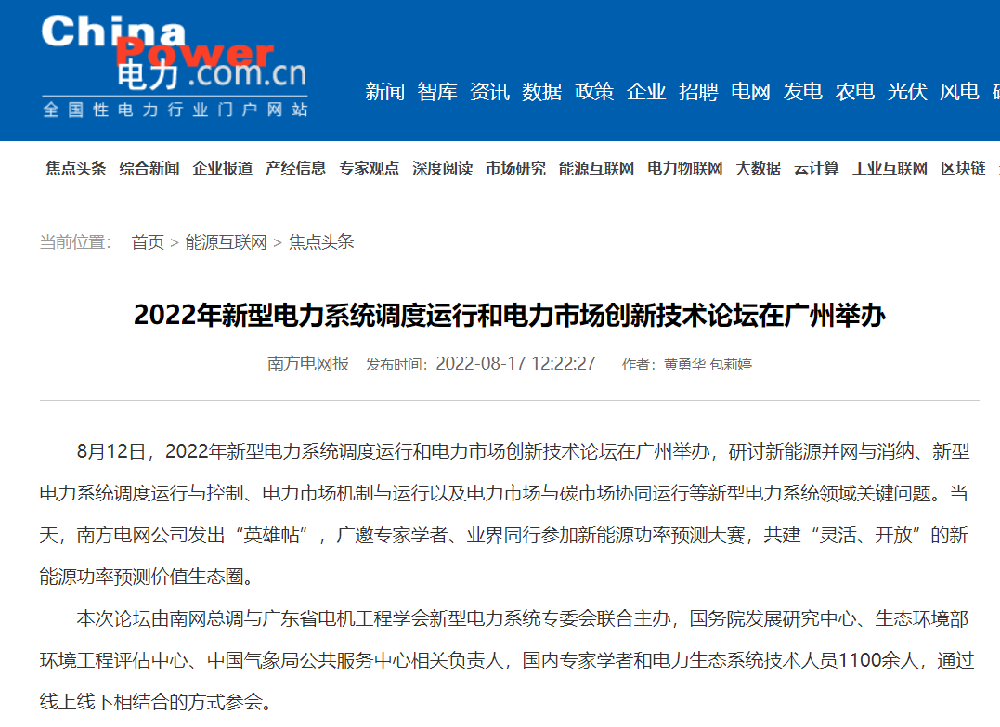 China
Power
电力.com.cn
全国性电力行业门户网站
新闻 智库 资讯 数据 政策 企业 招聘 电网 发电 农电 光伏 风电
焦点头条 综合新闻 企业报道 产经信息 专家观点 深度阅读 市场研究 能源互联网 电力物联网 大数据 云计算 工业互联网 区块链
当前位置： 首页 > 能源互联网 > 焦点头条
2022年新型电力系统调度运行和电力市场创新技术论坛在广州举办
南方电网报 发布时间：2022-08-17 12:22:27 作者：黄勇华 包莉婷
8月12日，2022年新型电力系统调度运行和电力市场创新技术论坛在广州举办，研讨新能源并网与消纳、新型
电力系统调度运行与控制、电力市场机制与运行以及电力市场与碳市场协同运行等新型电力系统领域关键问题。当
天，南方电网公司发出“英雄帖”，广邀专家学者、业界同行参加新能源功率预测大赛，共建“灵活、开放”的新
能源功率预测价值生态圈。
本次论坛由南网总调与广东省电机工程学会新型电力系统专委会联合主办，国务院发展研究中心、生态环境部
环境工程评估中心、中国气象局公共服务中心相关负责人，国内专家学者和电力生态系统技术人员1100余人，通过
线上线下相结合的方式参会。